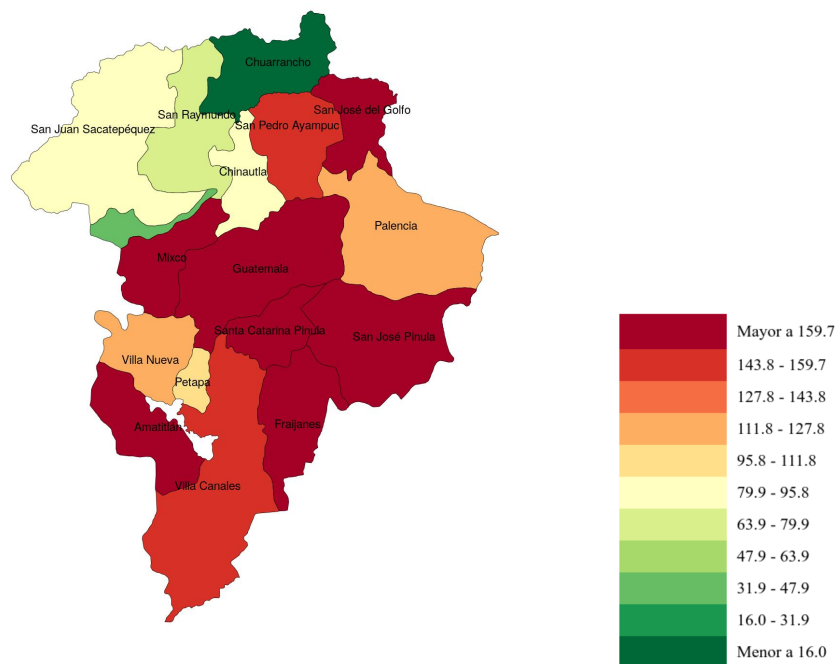 Chuarrancho
San José del Golfo
San Raymundo
San Pedro Ayampuc
San Juan Sacatepéquez
Chinautla
Palencia
Mixco
Guatemala
Santa Catarina Pinula
San José Pinula
Villa Nueva
Petapa
Amatitlán
Fraijanes
Villa Canales
Mayor a 159.7
143.8 - 159.7
127.8 - 143.8
111.8 - 127.8
95.8 - 111.8
79.9 - 95.8
63.9 - 79.9
47.9 - 63.9
31.9 - 47.9
16.0 - 31.9
Menor a 16.0